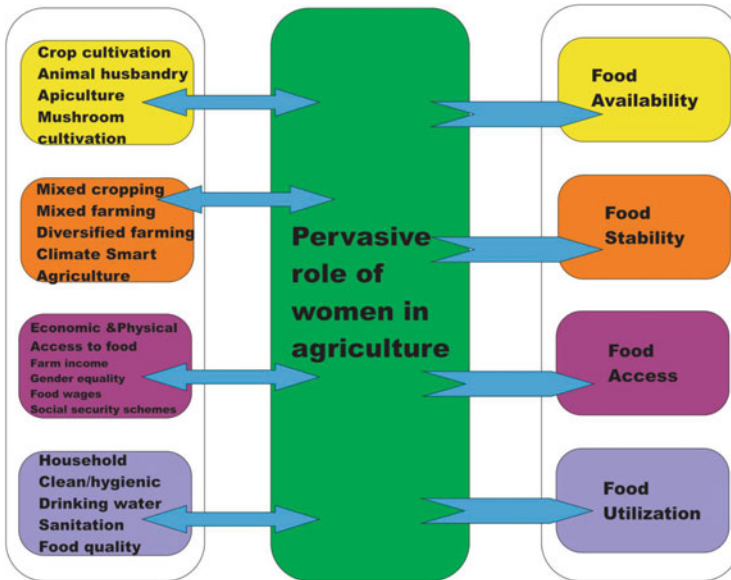 Crop cultivation
Animal husbandry
Apiculture
Mushroom
cultivation
Mixed cropping
Mixed farming
Diversified farming
Climate Smart
Agriculture
Economic &Physical
Access to food
Farm income
Gender equality
Food wages
Social security schemes
Household
Clean/hygienic
Drinking water
Sanitation
Food quality
Pervasive
role of
women in
agriculture
Food
Availability
Food
Stability
Food
Access
Food
Utilization